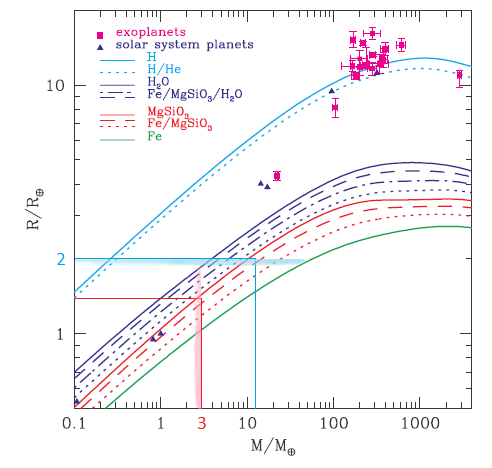 exoplanets
solar system planets
H
H/He
H₂O
Fe/MgSiO₃/H₂O
MgSiO₃
Fe/MgSiO₃
Fe
10
2
1
R/R⊕
0.1 1 3 10 100 1000
M/M⊕